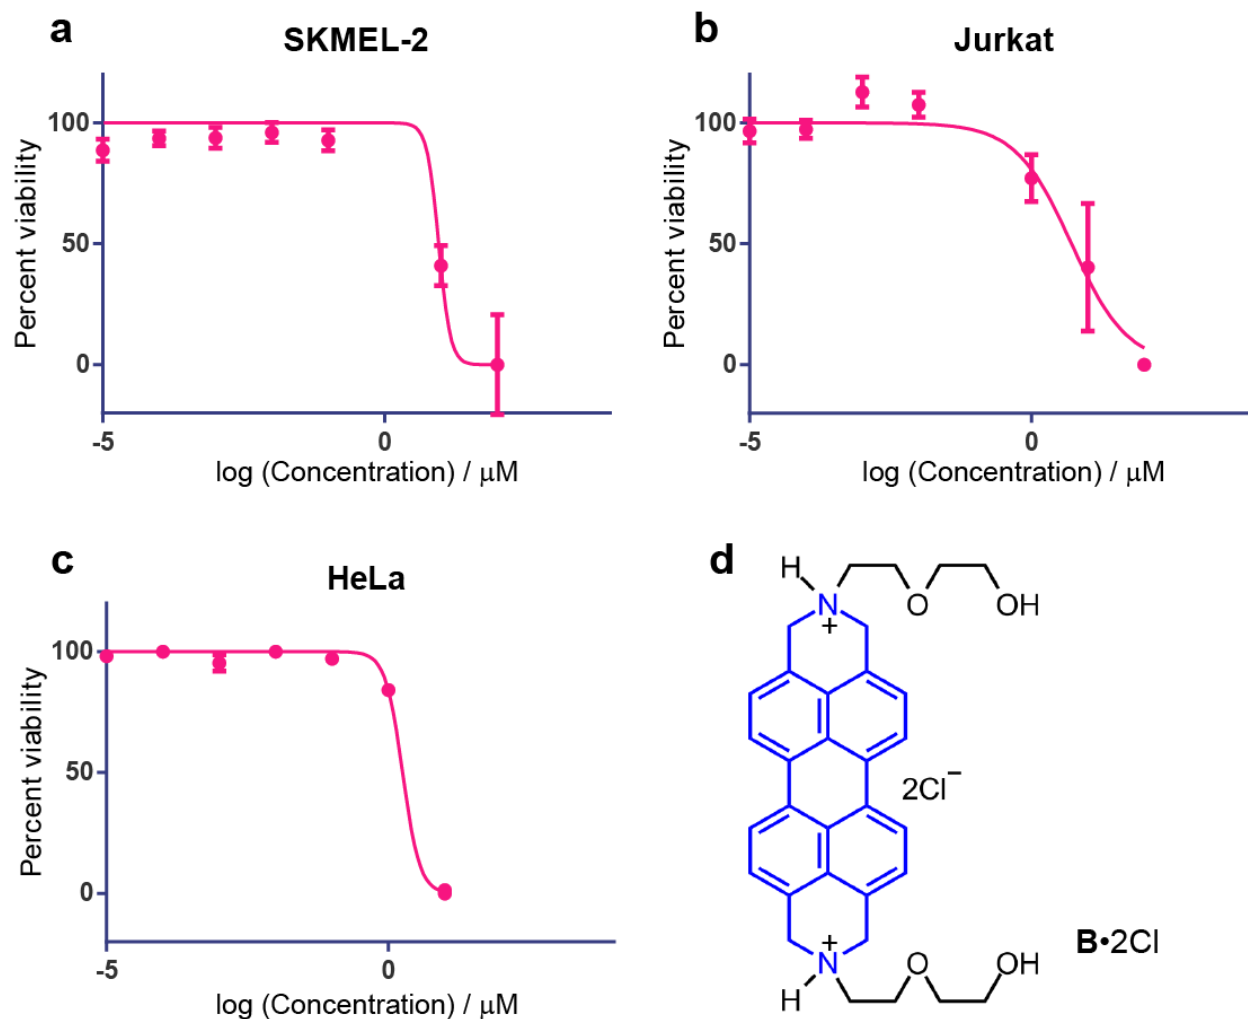 a
SKMEL-2
Percent viability
100
50
0
-5
0
log (Concentration) / μM
b
Jurkat
Percent viability
100
50
0
-5
0
log (Concentration) / μM
c
HeLa
Percent viability
100
50
0
-5
0
log (Concentration) / μM
d
H
N
+
O
OH
2Cl⁻
+
N
H
O
OH
B•2Cl